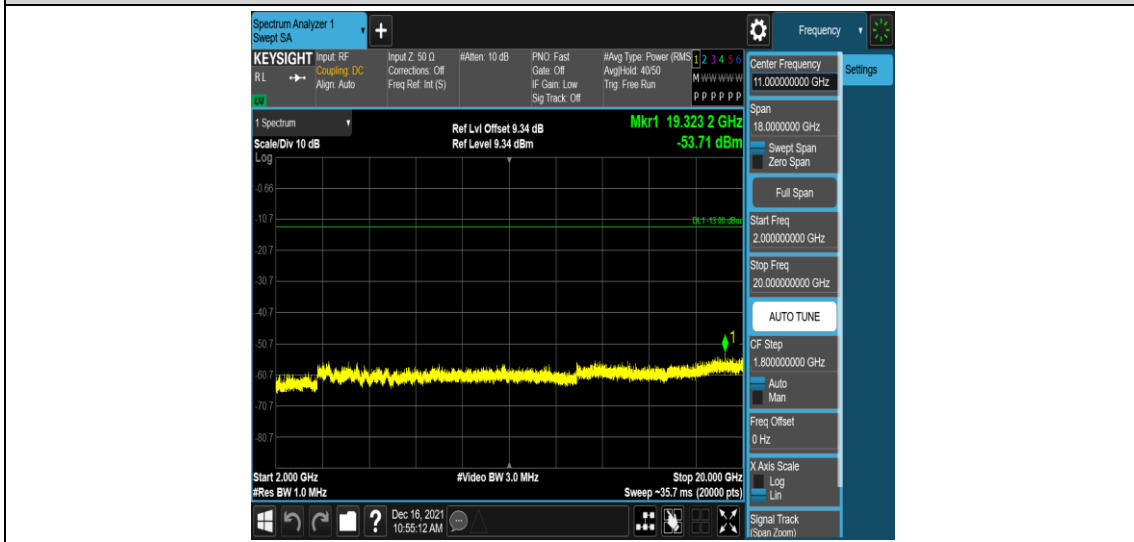 Spectrum Analyzer 1
Swept SA
+
Frequency
KEYSIGHT
RL
LXI
Input: RF
Coupling: DC
Align: Auto
Input Z: 50 Ω
Corrections: Off
Freq Ref: Int (S)
#Atten: 10 dB
PNO: Fast
Gate: Off
IF Gain: Low
Sig Track: Off
#Avg Type: Power (RMS
Avg|Hold: 40/50
Trig: Free Run
1 2 3 4 5 6
M W W W W W
P P P P P P
Center Frequency
11.000000000 GHz
Settings
Span
18.0000000 GHz
Swept Span
Zero Span
Full Span
Start Freq
2.000000000 GHz
Stop Freq
20.000000000 GHz
AUTO TUNE
CF Step
1.800000000 GHz
Auto
Man
Freq Offset
0 Hz
X Axis Scale
Log
Lin
Signal Track
(Span Zoom)
1 Spectrum
Scale/Div 10 dB
Log
Ref Lvl Offset 9.34 dB
Ref Level 9.34 dBm
Mkr1 19.323 2 GHz
-53.71 dBm
-0.66
-10.7
DL1 -13.00 dBm
-20.7
-30.7
-40.7
-50.7
1
-60.7
-70.7
-80.7
Start 2.000 GHz
#Video BW 3.0 MHz
Stop 20.000 GHz
#Res BW 1.0 MHz
Sweep ~35.7 ms (20000 pts)
?
Dec 16, 2021
10:55:12 AM